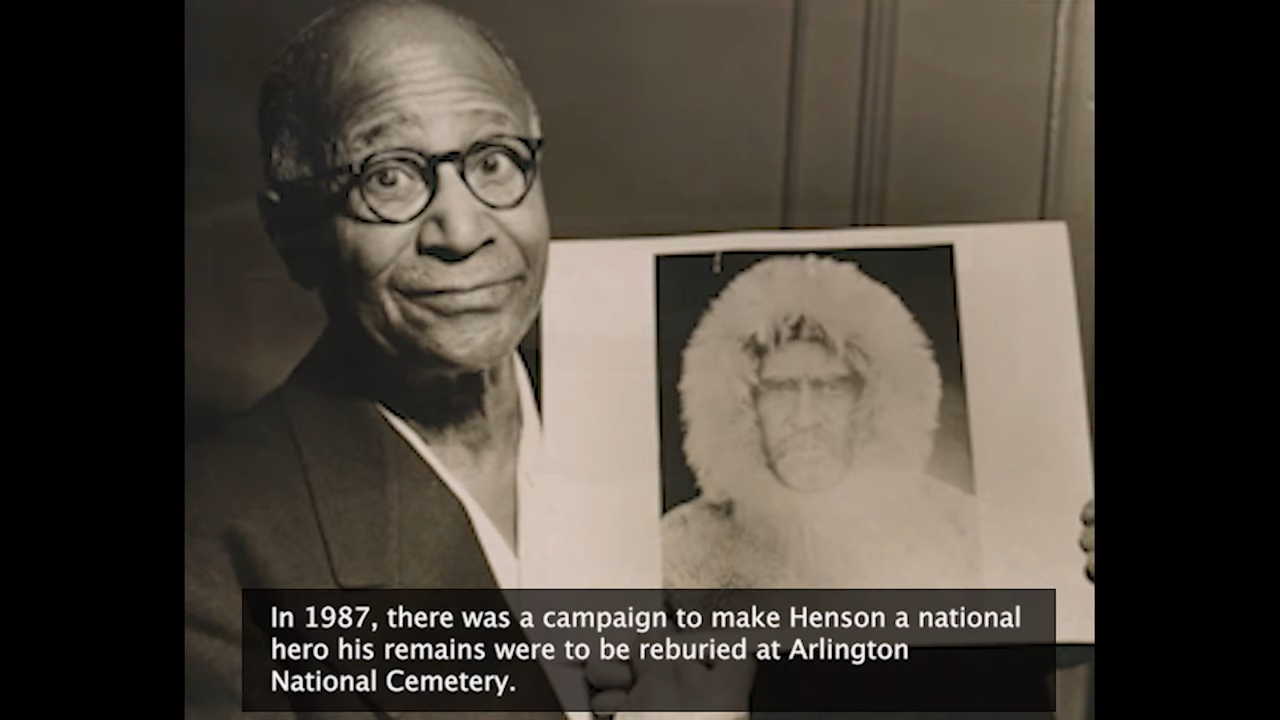 In 1987, there was a campaign to make Henson a national
hero his remains were to be reburied at Arlington
National Cemetery.